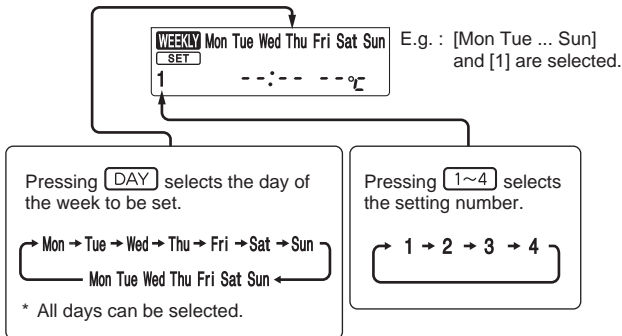 WEEKLY Mon Tue Wed Thu Fri Sat Sun
SET
1 --:-- --°C
E.g. : [Mon Tue ... Sun]
and [1] are selected.
Pressing DAY selects the day of
the week to be set.
→ Mon → Tue → Wed → Thu → Fri → Sat → Sun
Mon Tue Wed Thu Fri Sat Sun ←
* All days can be selected.
Pressing 1~4 selects
the setting number.
→ 1 → 2 → 3 → 4